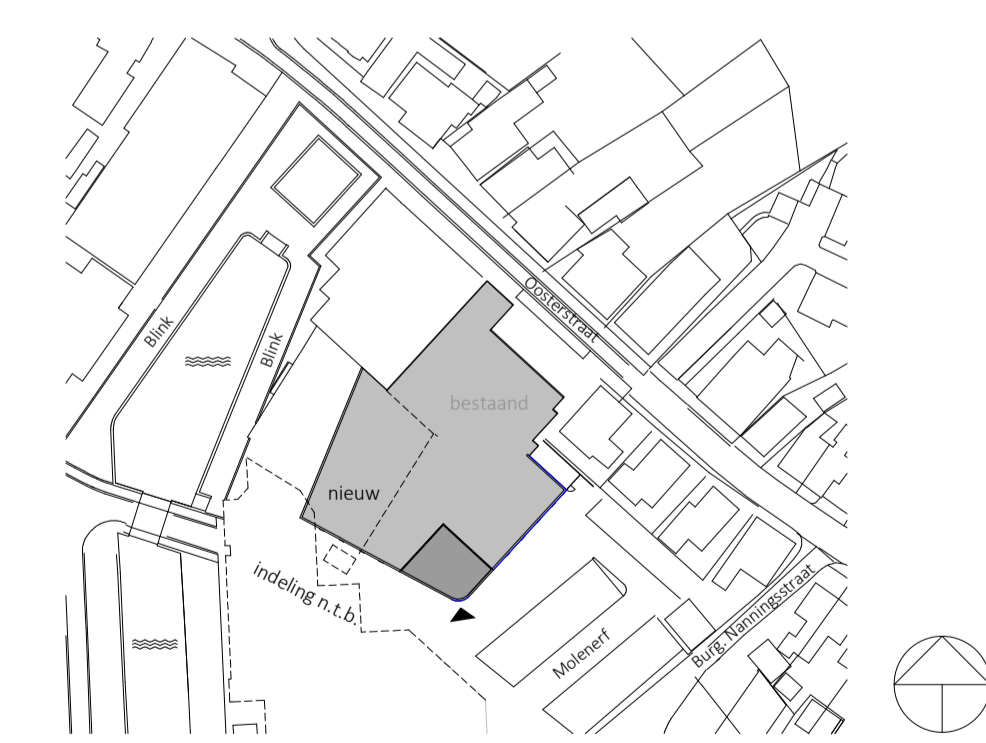 Oosterstraat
Blink
Blink
bestaand
nieuw
indeling n.t.b.
Burg. Nanningsstraat
Molenerf